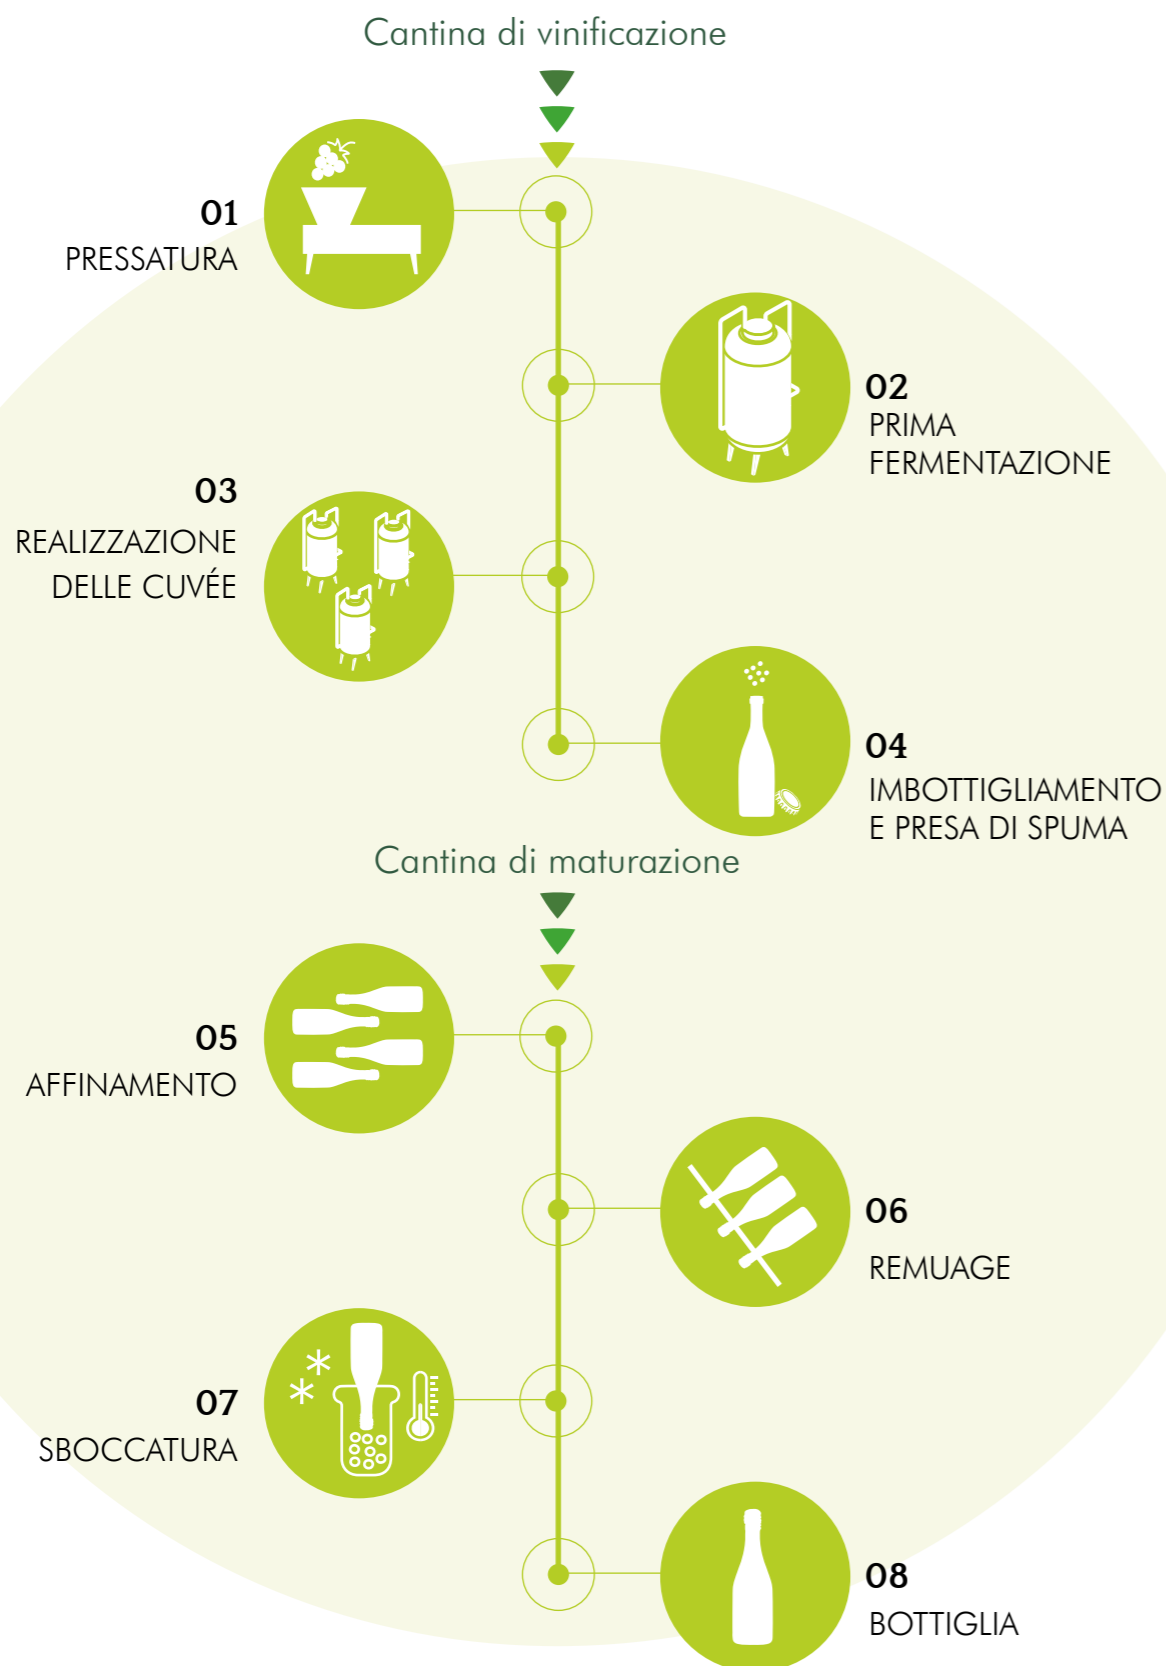 Cantina di vinificazione
01
PRESSATURA
02
PRIMA
FERMENTAZIONE
03
REALIZZAZIONE
DELLE CUVÉE
04
IMBOTTIGLIAMENTO
E PRESA DI SPUMA
Cantina di maturazione
05
AFFINAMENTO
06
REMUAGE
07
SBOCCATURA
08
BOTTIGLIA